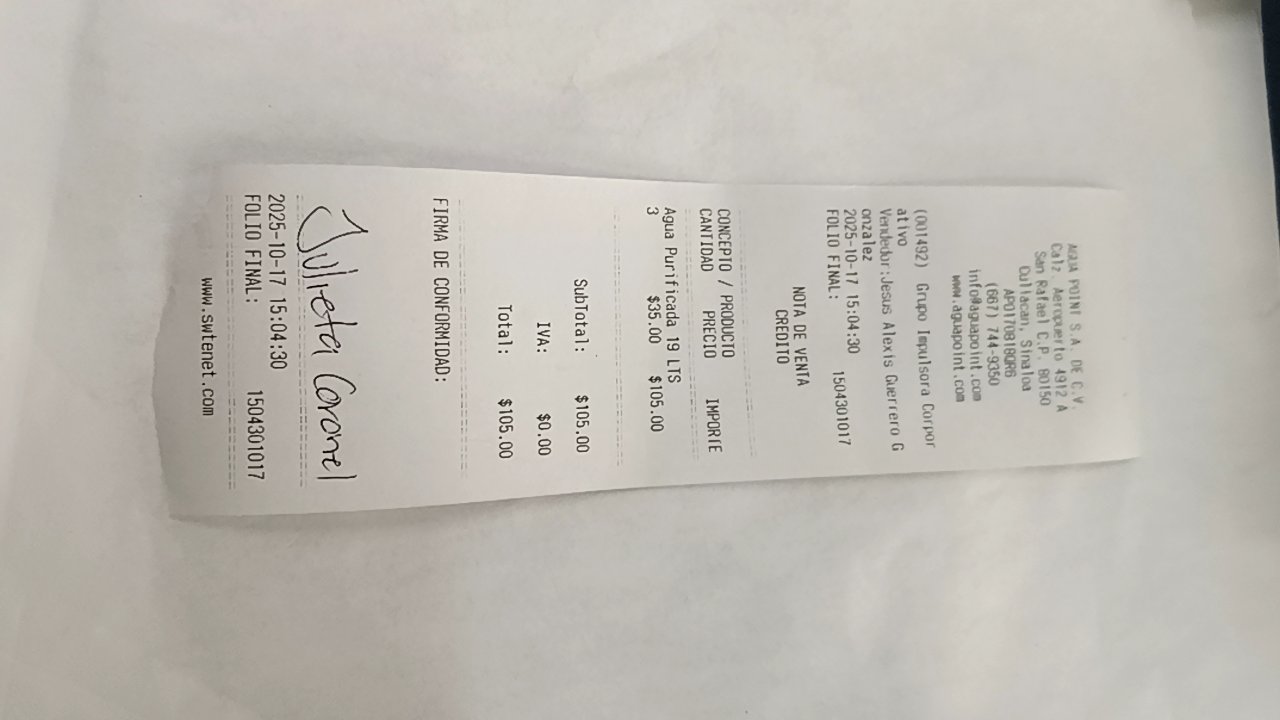 AGUA POINT S.A. DE C.V.
Calz. Aeropuerto 4912 A
San Rafael C.P. 80150
Culiacan, Sinaloa
APO170818QR6
(667) 744-9350
info@aguapoint.com
www.aguapoint.com
(001492) Grupo Impulsora Corpor
ativo
Vendedor:Jesus Alexis Guerrero G
onzalez
2025-10-17 15:04:30
FOLIO FINAL: 1504301017
NOTA DE VENTA
CREDITO
CONCEPTO / PRODUCTO
CANTIDAD PRECIO IMPORTE
Agua Purificada 19 LTS
3 $35.00 $105.00
SubTotal: $105.00
IVA: $0.00
Total: $105.00
FIRMA DE CONFORMIDAD:
Julieta Coronel
2025-10-17 15:04:30
FOLIO FINAL: 1504301017
www.swtenet.com